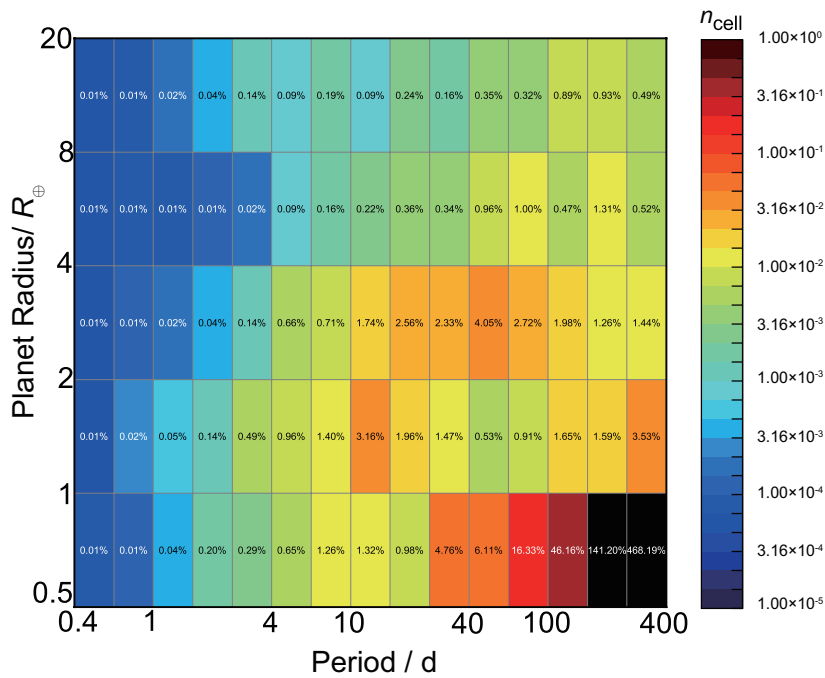 n_cell
20
0.01% 0.01% 0.02% 0.04% 0.14% 0.09% 0.19% 0.09% 0.24% 0.16% 0.35% 0.32% 0.89% 0.93% 0.49%
8
0.01% 0.01% 0.01% 0.01% 0.02% 0.09% 0.16% 0.22% 0.36% 0.34% 0.96% 1.00% 0.47% 1.31% 0.52%
4
0.01% 0.01% 0.02% 0.04% 0.14% 0.66% 0.71% 1.74% 2.56% 2.33% 4.05% 2.72% 1.98% 1.26% 1.44%
2
0.01% 0.02% 0.05% 0.14% 0.49% 0.96% 1.40% 3.16% 1.96% 1.47% 0.53% 0.91% 1.65% 1.59% 3.53%
1
0.01% 0.01% 0.04% 0.20% 0.29% 0.65% 1.26% 1.32% 0.98% 4.76% 6.11% 16.33% 46.16% 141.20% 468.19%
0.5
Planet Radius/ R⊕
0.4 1 4 10 40 100 400
Period / d
1.00×10⁰
3.16×10⁻¹
1.00×10⁻¹
3.16×10⁻²
1.00×10⁻²
3.16×10⁻³
1.00×10⁻³
3.16×10⁻³
1.00×10⁻⁴
3.16×10⁻⁴
1.00×10⁻⁵